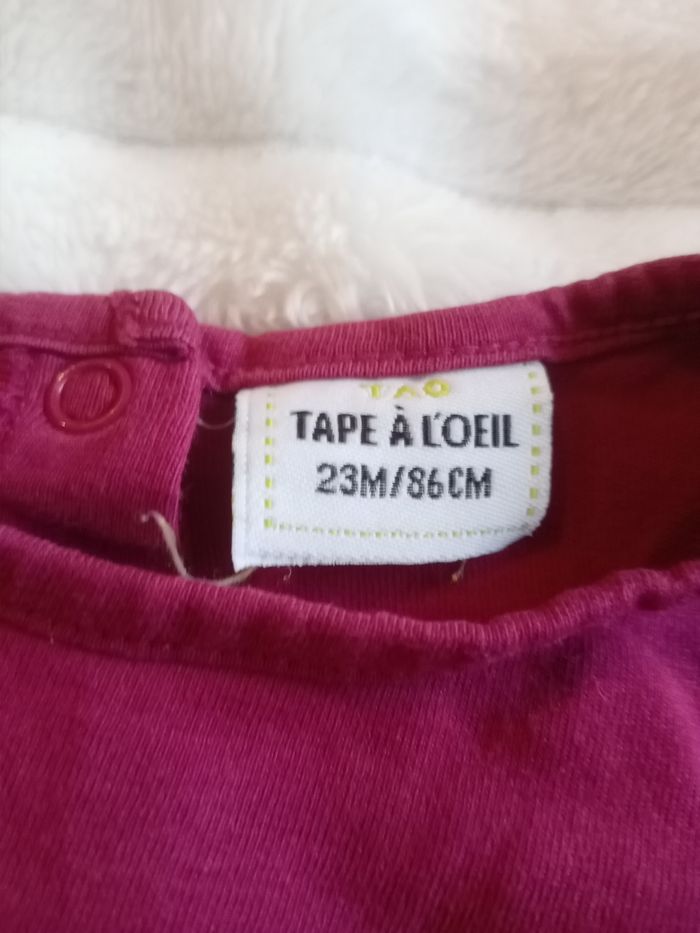 TAO
TAPE À L'OEIL
23M/86CM